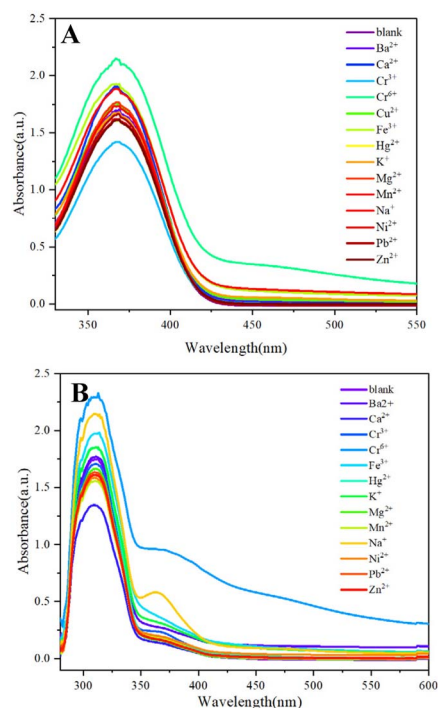 A
2.5
2.0
1.5
1.0
0.5
0.0
Absorbance(a.u.)
350
400
450
500
550
Wavelength(nm)
blank
Ba²⁺
Ca²⁺
Cr³⁺
Cr⁶⁺
Cu²⁺
Fe³⁺
Hg²⁺
K⁺
Mg²⁺
Mn²⁺
Na⁺
Ni²⁺
Pb²⁺
Zn²⁺
B
2.5
2.0
1.5
1.0
0.5
0.0
Absorbance(a.u.)
300
350
400
450
500
550
600
Wavelength(nm)
blank
Ba2+
Ca²⁺
Cr³⁺
Cr⁶⁺
Fe³⁺
Hg²⁺
K⁺
Mg²⁺
Mn²⁺
Na⁺
Ni²⁺
Pb²⁺
Zn²⁺